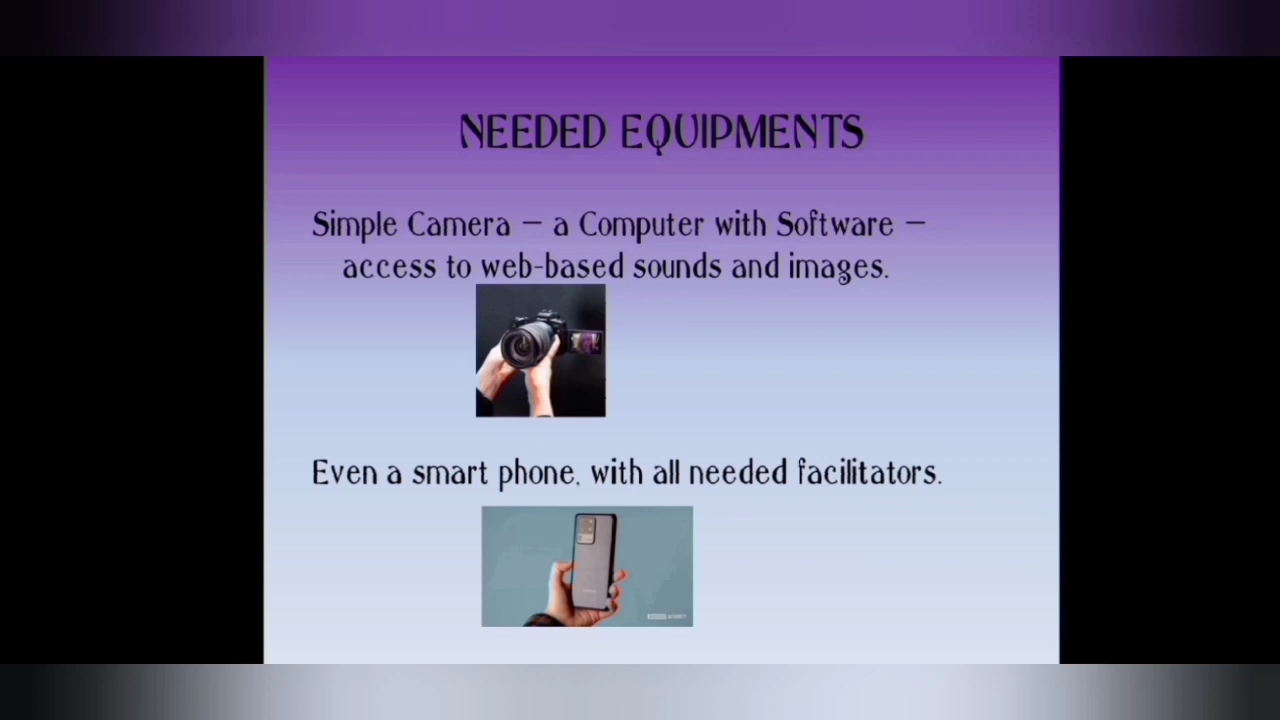 NEEDED EQUIPMENTS
Simple Camera – a Computer with Software –
access to web-based sounds and images.
Even a smart phone, with all needed facilitators.